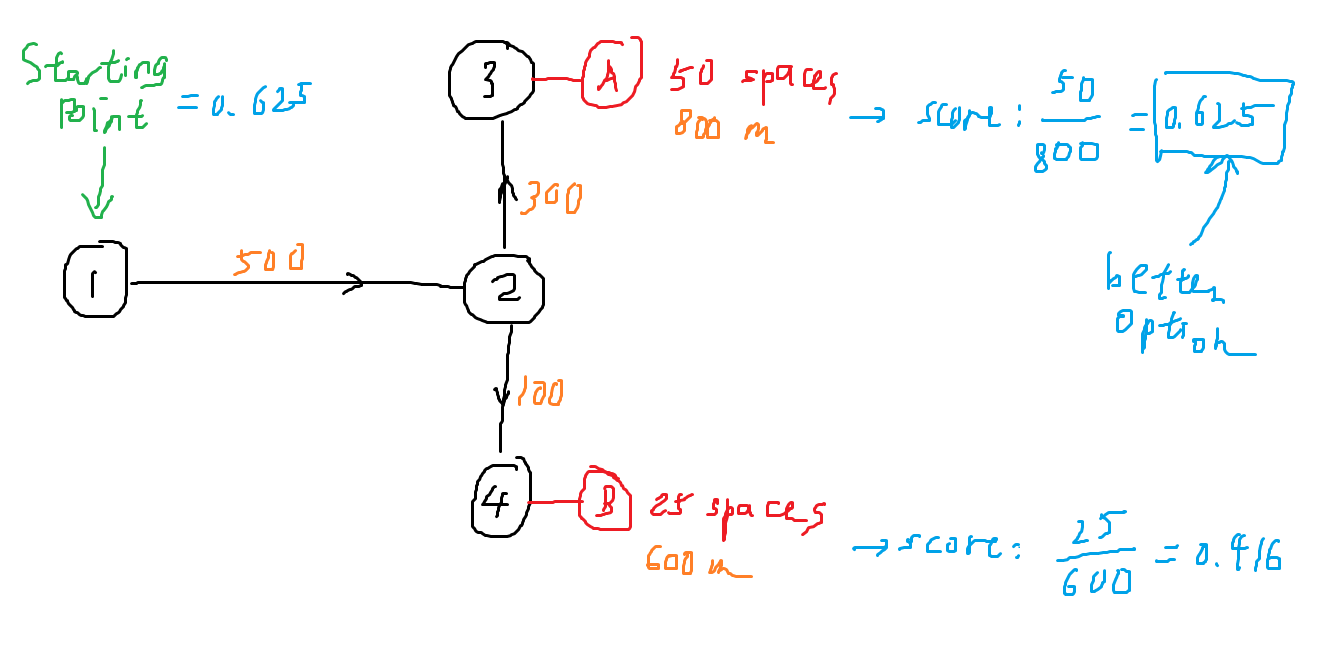 Starting
Point = 0.625
1
500
2
300
3
A
50 spaces
800 m
→ score: 50/800 = 0.625
better
option
100
4
B
25 spaces
600 m
→ score: 25/600 = 0.416